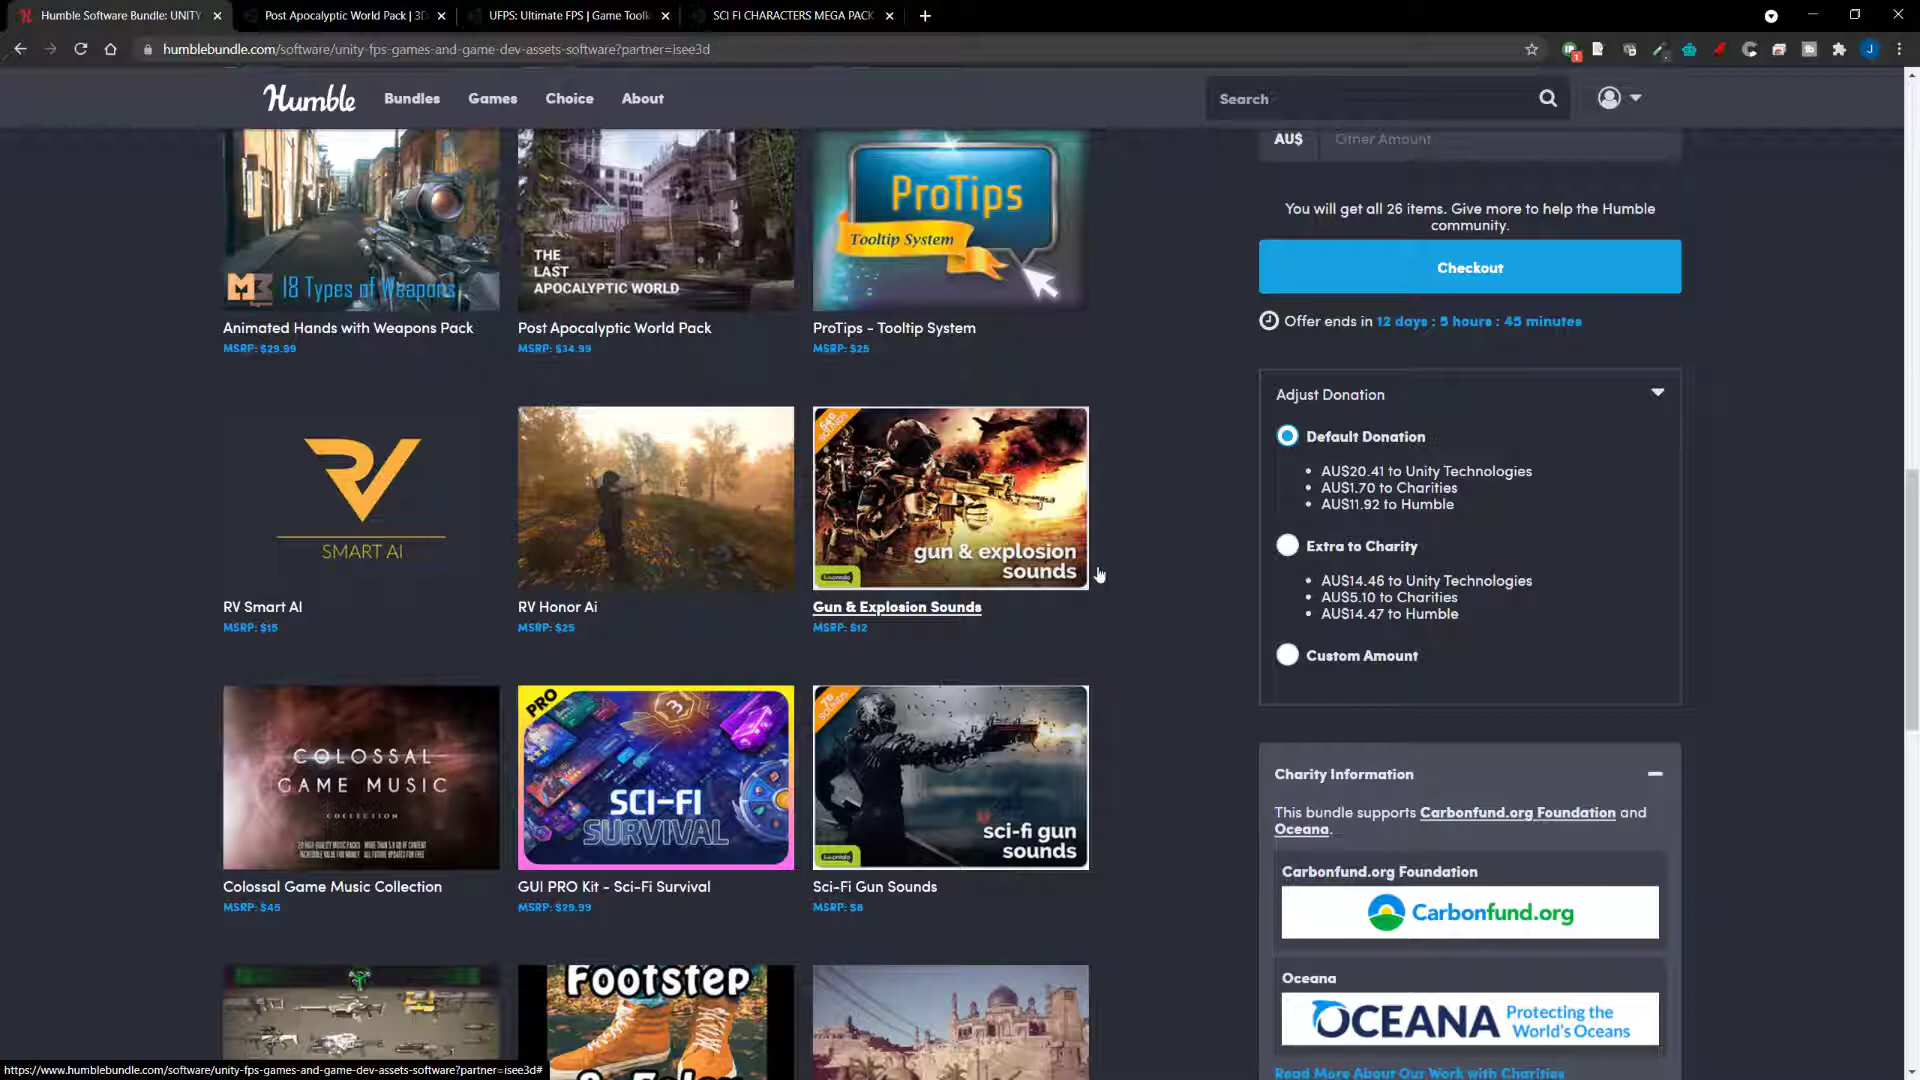 Humble Software Bundle: UNITY
Post Apocalyptic World Pack | 3D
UFPS: Ultimate FPS | Game Toolk
SCI FI CHARACTERS MEGA PACK
humblebundle.com/software/unity-fps-games-and-game-dev-assets-software?partner=isee3d
Humble
Bundles
Games
Choice
About
Search
AU$
Other Amount
You will get all 26 items. Give more to help the Humble
community.
Checkout
Offer ends in 12 days : 5 hours : 45 minutes
18 Types of Weapons
THE
LAST
APOCALYPTIC WORLD
ProTips
Tooltip System
Animated Hands with Weapons Pack
MSRP: $29.99
Post Apocalyptic World Pack
MSRP: $34.99
ProTips - Tooltip System
MSRP: $25
Adjust Donation
Default Donation
AU$20.41 to Unity Technologies
AU$1.70 to Charities
AU$11.92 to Humble
Extra to Charity
AU$14.46 to Unity Technologies
AU$5.10 to Charities
AU$14.47 to Humble
Custom Amount
RV
SMART AI
gun & explosion
sounds
RV Smart AI
MSRP: $15
RV Honor Ai
MSRP: $25
Gun & Explosion Sounds
MSRP: $12
COLOSSAL
GAME MUSIC
COLLECTION
PRO
3
SCI-FI
SURVIVAL
75
SOUNDS
sci-fi gun
sounds
Colossal Game Music Collection
MSRP: $45
GUI PRO Kit - Sci-Fi Survival
MSRP: $29.99
Sci-Fi Gun Sounds
MSRP: $8
Charity Information
This bundle supports Carbonfund.org Foundation and
Oceana.
Carbonfund.org Foundation
Carbonfund.org
Oceana
OCEANA Protecting the
World's Oceans
Read More About Our Work with Charities
Footstep
https://www.humblebundle.com/software/unity-fps-games-and-game-dev-assets-software?partner=isee3d#